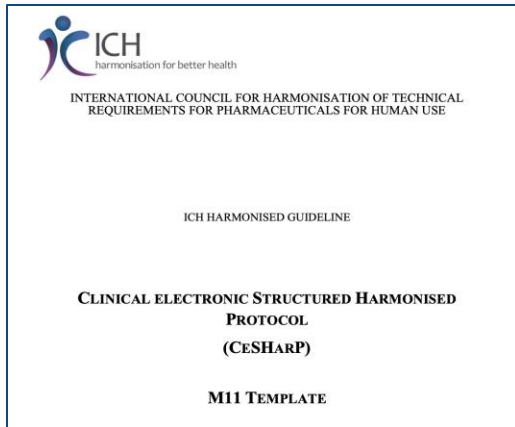 ICH
harmonisation for better health
INTERNATIONAL COUNCIL FOR HARMONISATION OF TECHNICAL
REQUIREMENTS FOR PHARMACEUTICALS FOR HUMAN USE
ICH HARMONISED GUIDELINE
CLINICAL ELECTRONIC STRUCTURED HARMONISED
PROTOCOL
(CESHARP)
M11 TEMPLATE